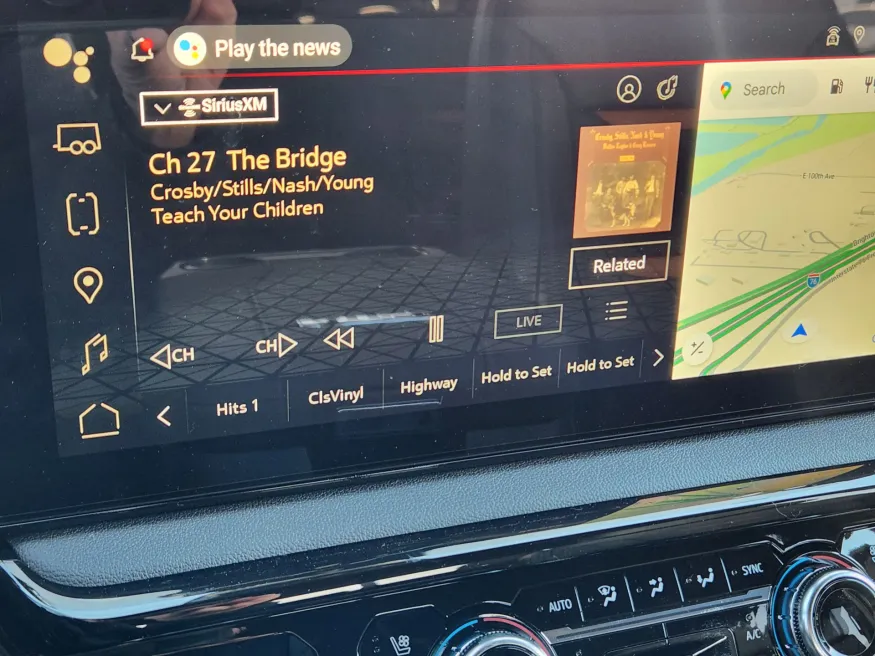 Play the news
SiriusXM
Search
Ch 27 The Bridge
Crosby/Stills/Nash/Young
Teach Your Children
Crosby, Stills, Nash & Young
E 100th Ave
Related
76
LIVE
CH
CH
Hits 1
ClsVinyl
Highway
Hold to Set
Hold to Set
AUTO
SYNC
A/C